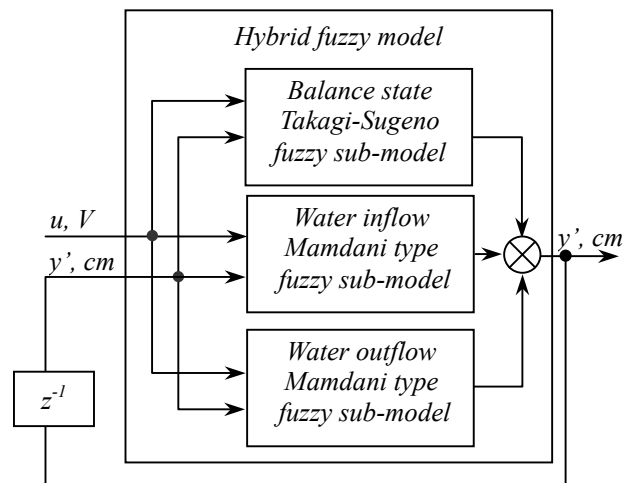 Hybrid fuzzy model
Balance state
Takagi-Sugeno
fuzzy sub-model
u, V
y’, cm
Water inflow
Mamdani type
fuzzy sub-model
y’, cm
Water outflow
Mamdani type
fuzzy sub-model
z⁻¹